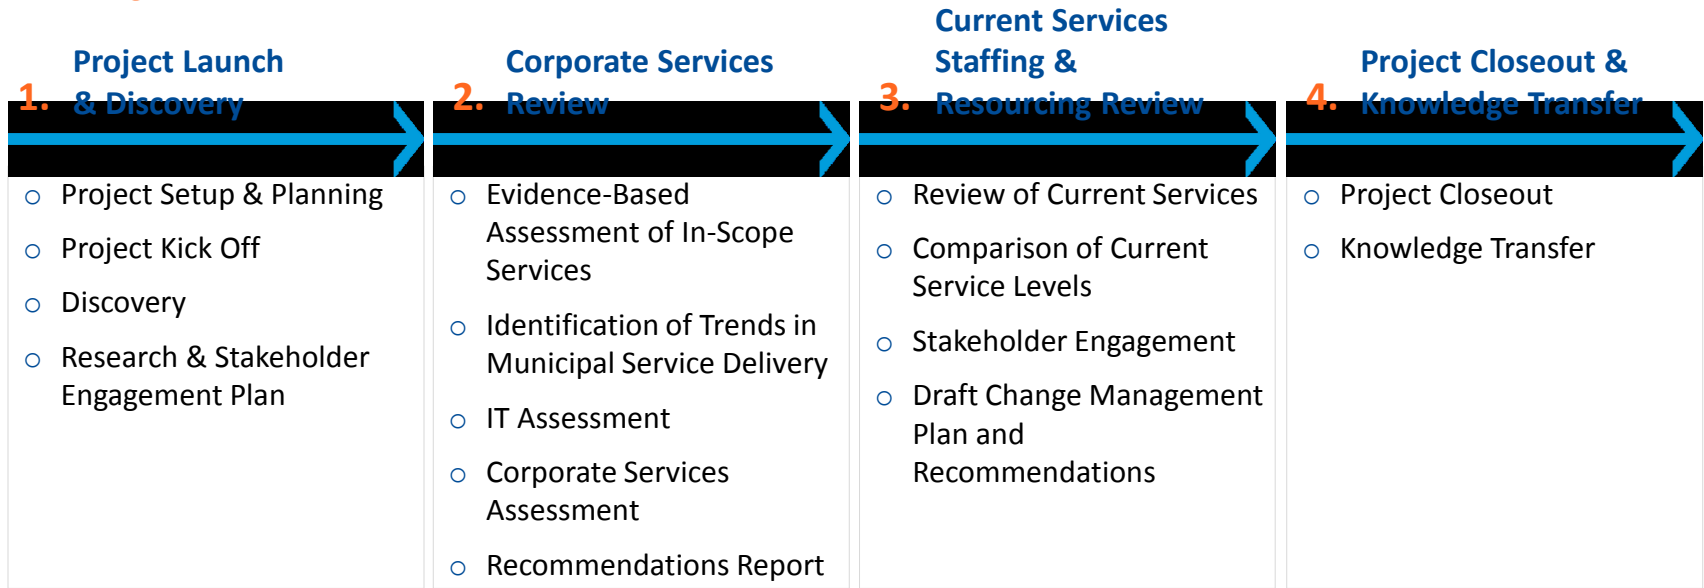 1. Project Launch
& Discovery
o Project Setup & Planning
o Project Kick Off
o Discovery
o Research & Stakeholder
Engagement Plan
2. Corporate Services
Review
o Evidence-Based
Assessment of In-Scope
Services
o Identification of Trends in
Municipal Service Delivery
o IT Assessment
o Corporate Services
Assessment
o Recommendations Report
3. Current Services
Staffing &
Resourcing Review
o Review of Current Services
o Comparison of Current
Service Levels
o Stakeholder Engagement
o Draft Change Management
Plan and
Recommendations
4. Project Closeout &
Knowledge Transfer
o Project Closeout
o Knowledge Transfer